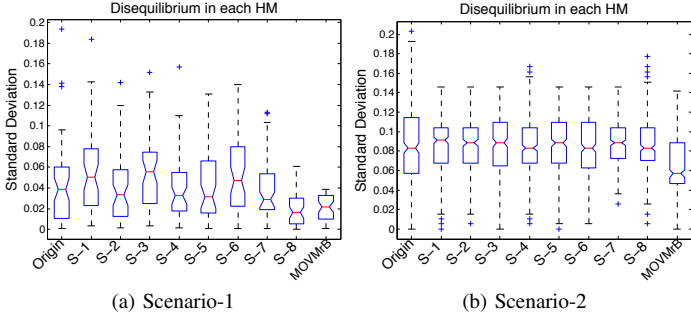 Disequilibrium in each HM
Standard Deviation
0.2
0.18
0.16
0.14
0.12
0.1
0.08
0.06
0.04
0.02
0
Origin
S-1
S-2
S-3
S-4
S-5
S-6
S-7
S-8
MOVMrB
(a) Scenario-1
Disequilibrium in each HM
Standard Deviation
0.2
0.18
0.16
0.14
0.12
0.1
0.08
0.06
0.04
0.02
0
Origin
S-1
S-2
S-3
S-4
S-5
S-6
S-7
S-8
MOVMrB
(b) Scenario-2